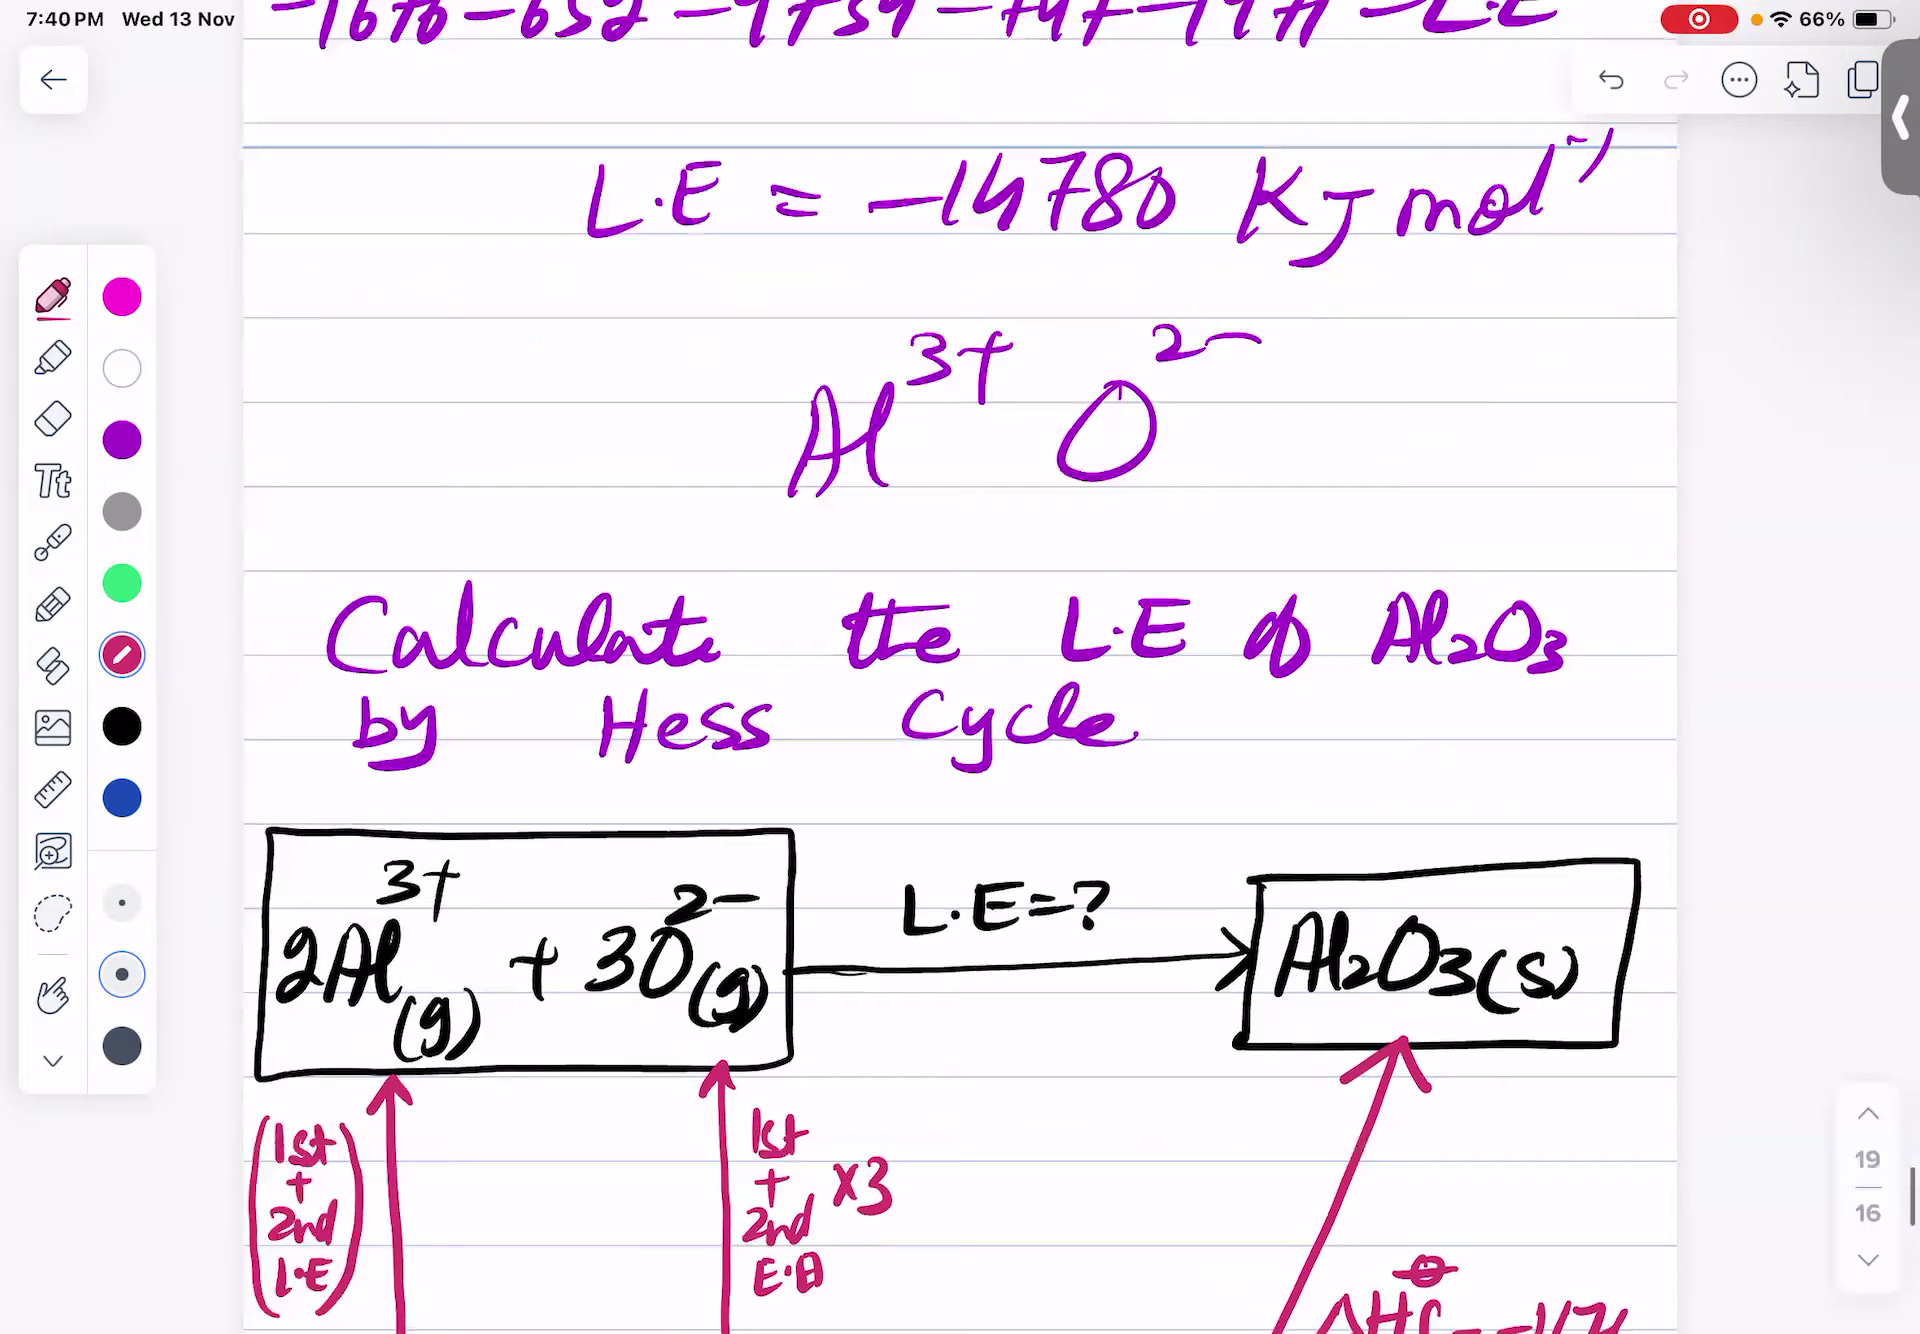 7:40 PM Wed 13 Nov
66%
L.E = -14780 KJ mol⁻¹
Al³⁺ O²⁻
Calculate the L.E of Al₂O₃
by Hess Cycle
2Al³⁺(g) + 3O²⁻(g)
L.E=?
Al₂O₃(s)
(1st + 2nd I.E)
1st + 2nd E.A ×3
Tt
19
16